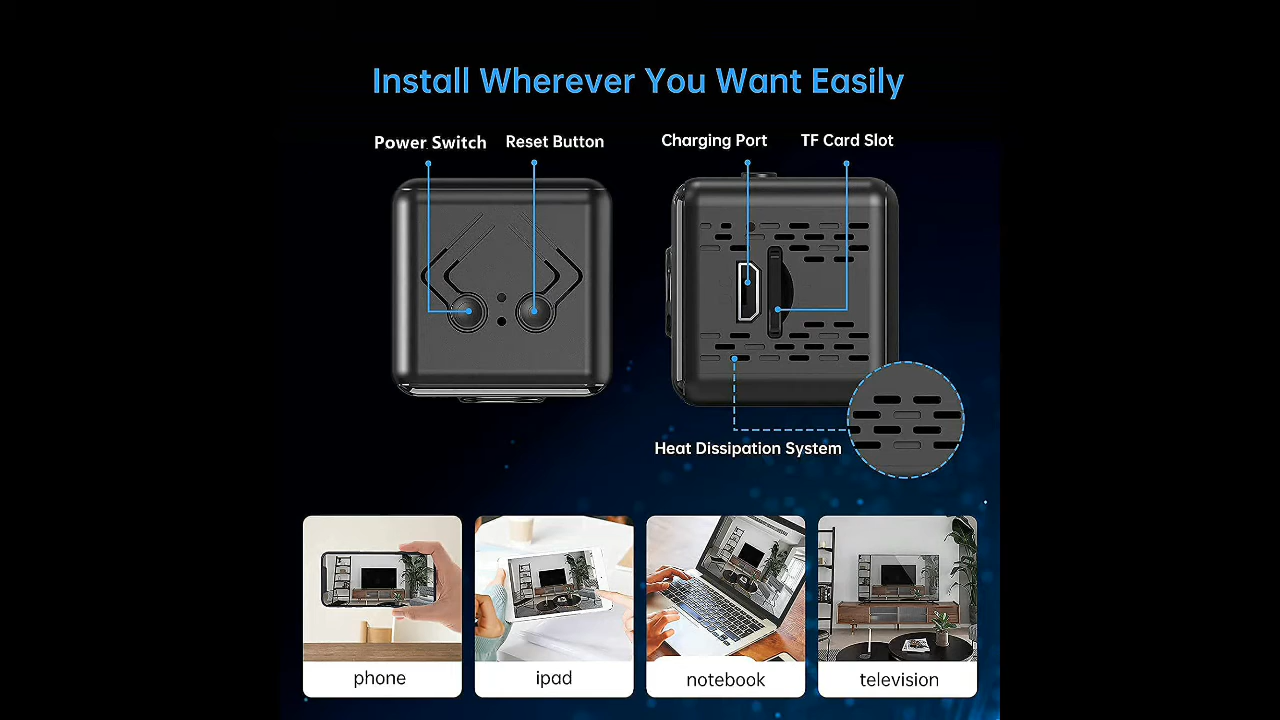 Install Wherever You Want Easily
Power Switch
Reset Button
Charging Port
TF Card Slot
Heat Dissipation System
phone
ipad
notebook
television